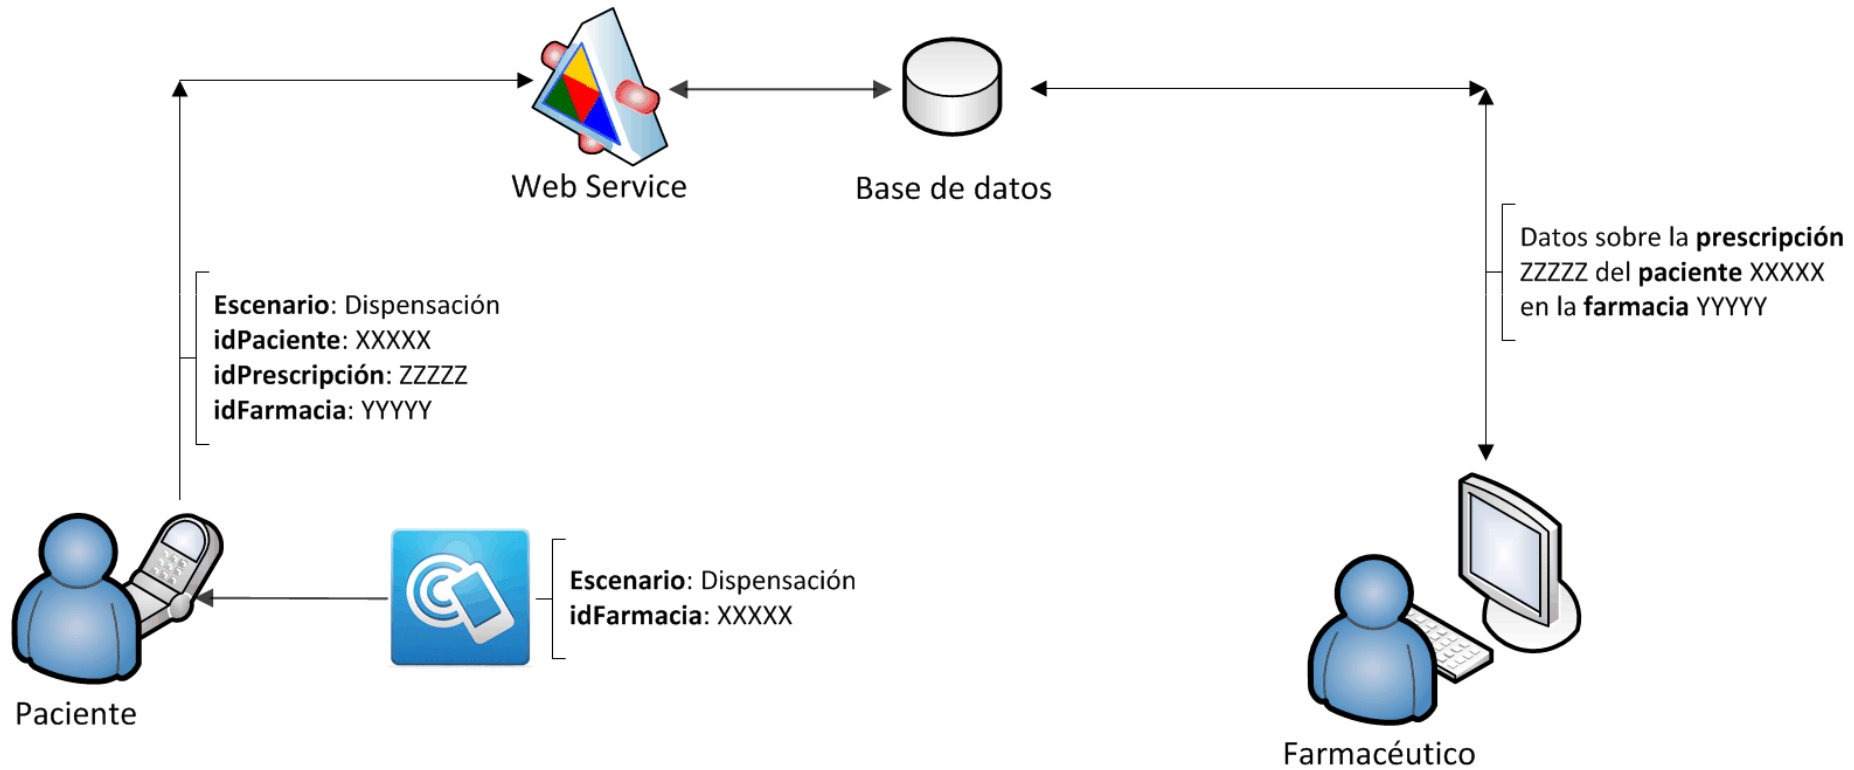 Web Service
Base de datos
Datos sobre la prescripción
ZZZZZ del paciente XXXXX
en la farmacia YYYYY
Escenario: Dispensación
idPaciente: XXXXX
idPrescripción: ZZZZZ
idFarmacia: YYYYY
Escenario: Dispensación
idFarmacia: XXXXX
Paciente
Farmacéutico